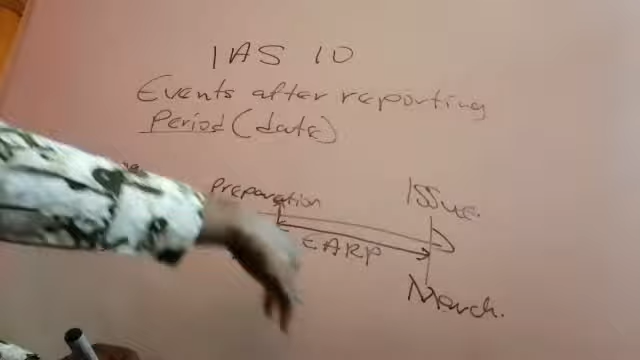 IAS 10
Events after reporting
Period (date)
Preparation
Issue.
EARP
March.